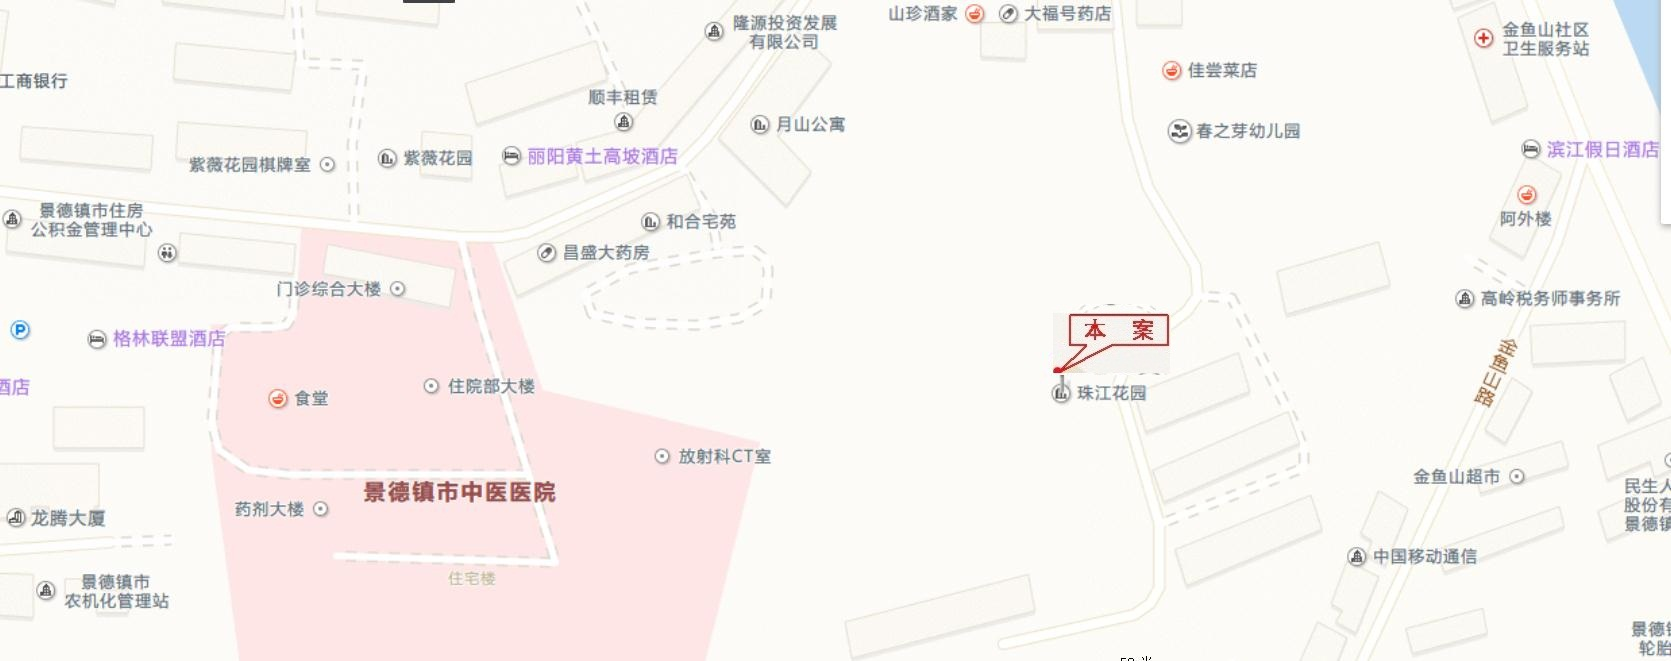 山珍酒家
大福号药店
隆源投资发展
有限公司
金鱼山社区
卫生服务站
工商银行
佳尝菜店
顺丰租赁
月山公寓
春之芽幼儿园
紫薇花园棋牌室
紫薇花园
丽阳黄土高坡酒店
滨江假日酒店
景德镇市住房
公积金管理中心
和合宅苑
阿外楼
昌盛大药房
门诊综合大楼
高岭税务师事务所
P
格林联盟酒店
本 案
金鱼山路
酒店
住院部大楼
食堂
珠江花园
放射科CT室
金鱼山超市
景德镇市中医医院
民生人
股份有
景德镇
药剂大楼
龙腾大厦
中国移动通信
住宅楼
景德镇市
农机化管理站
景德镇
轮胎